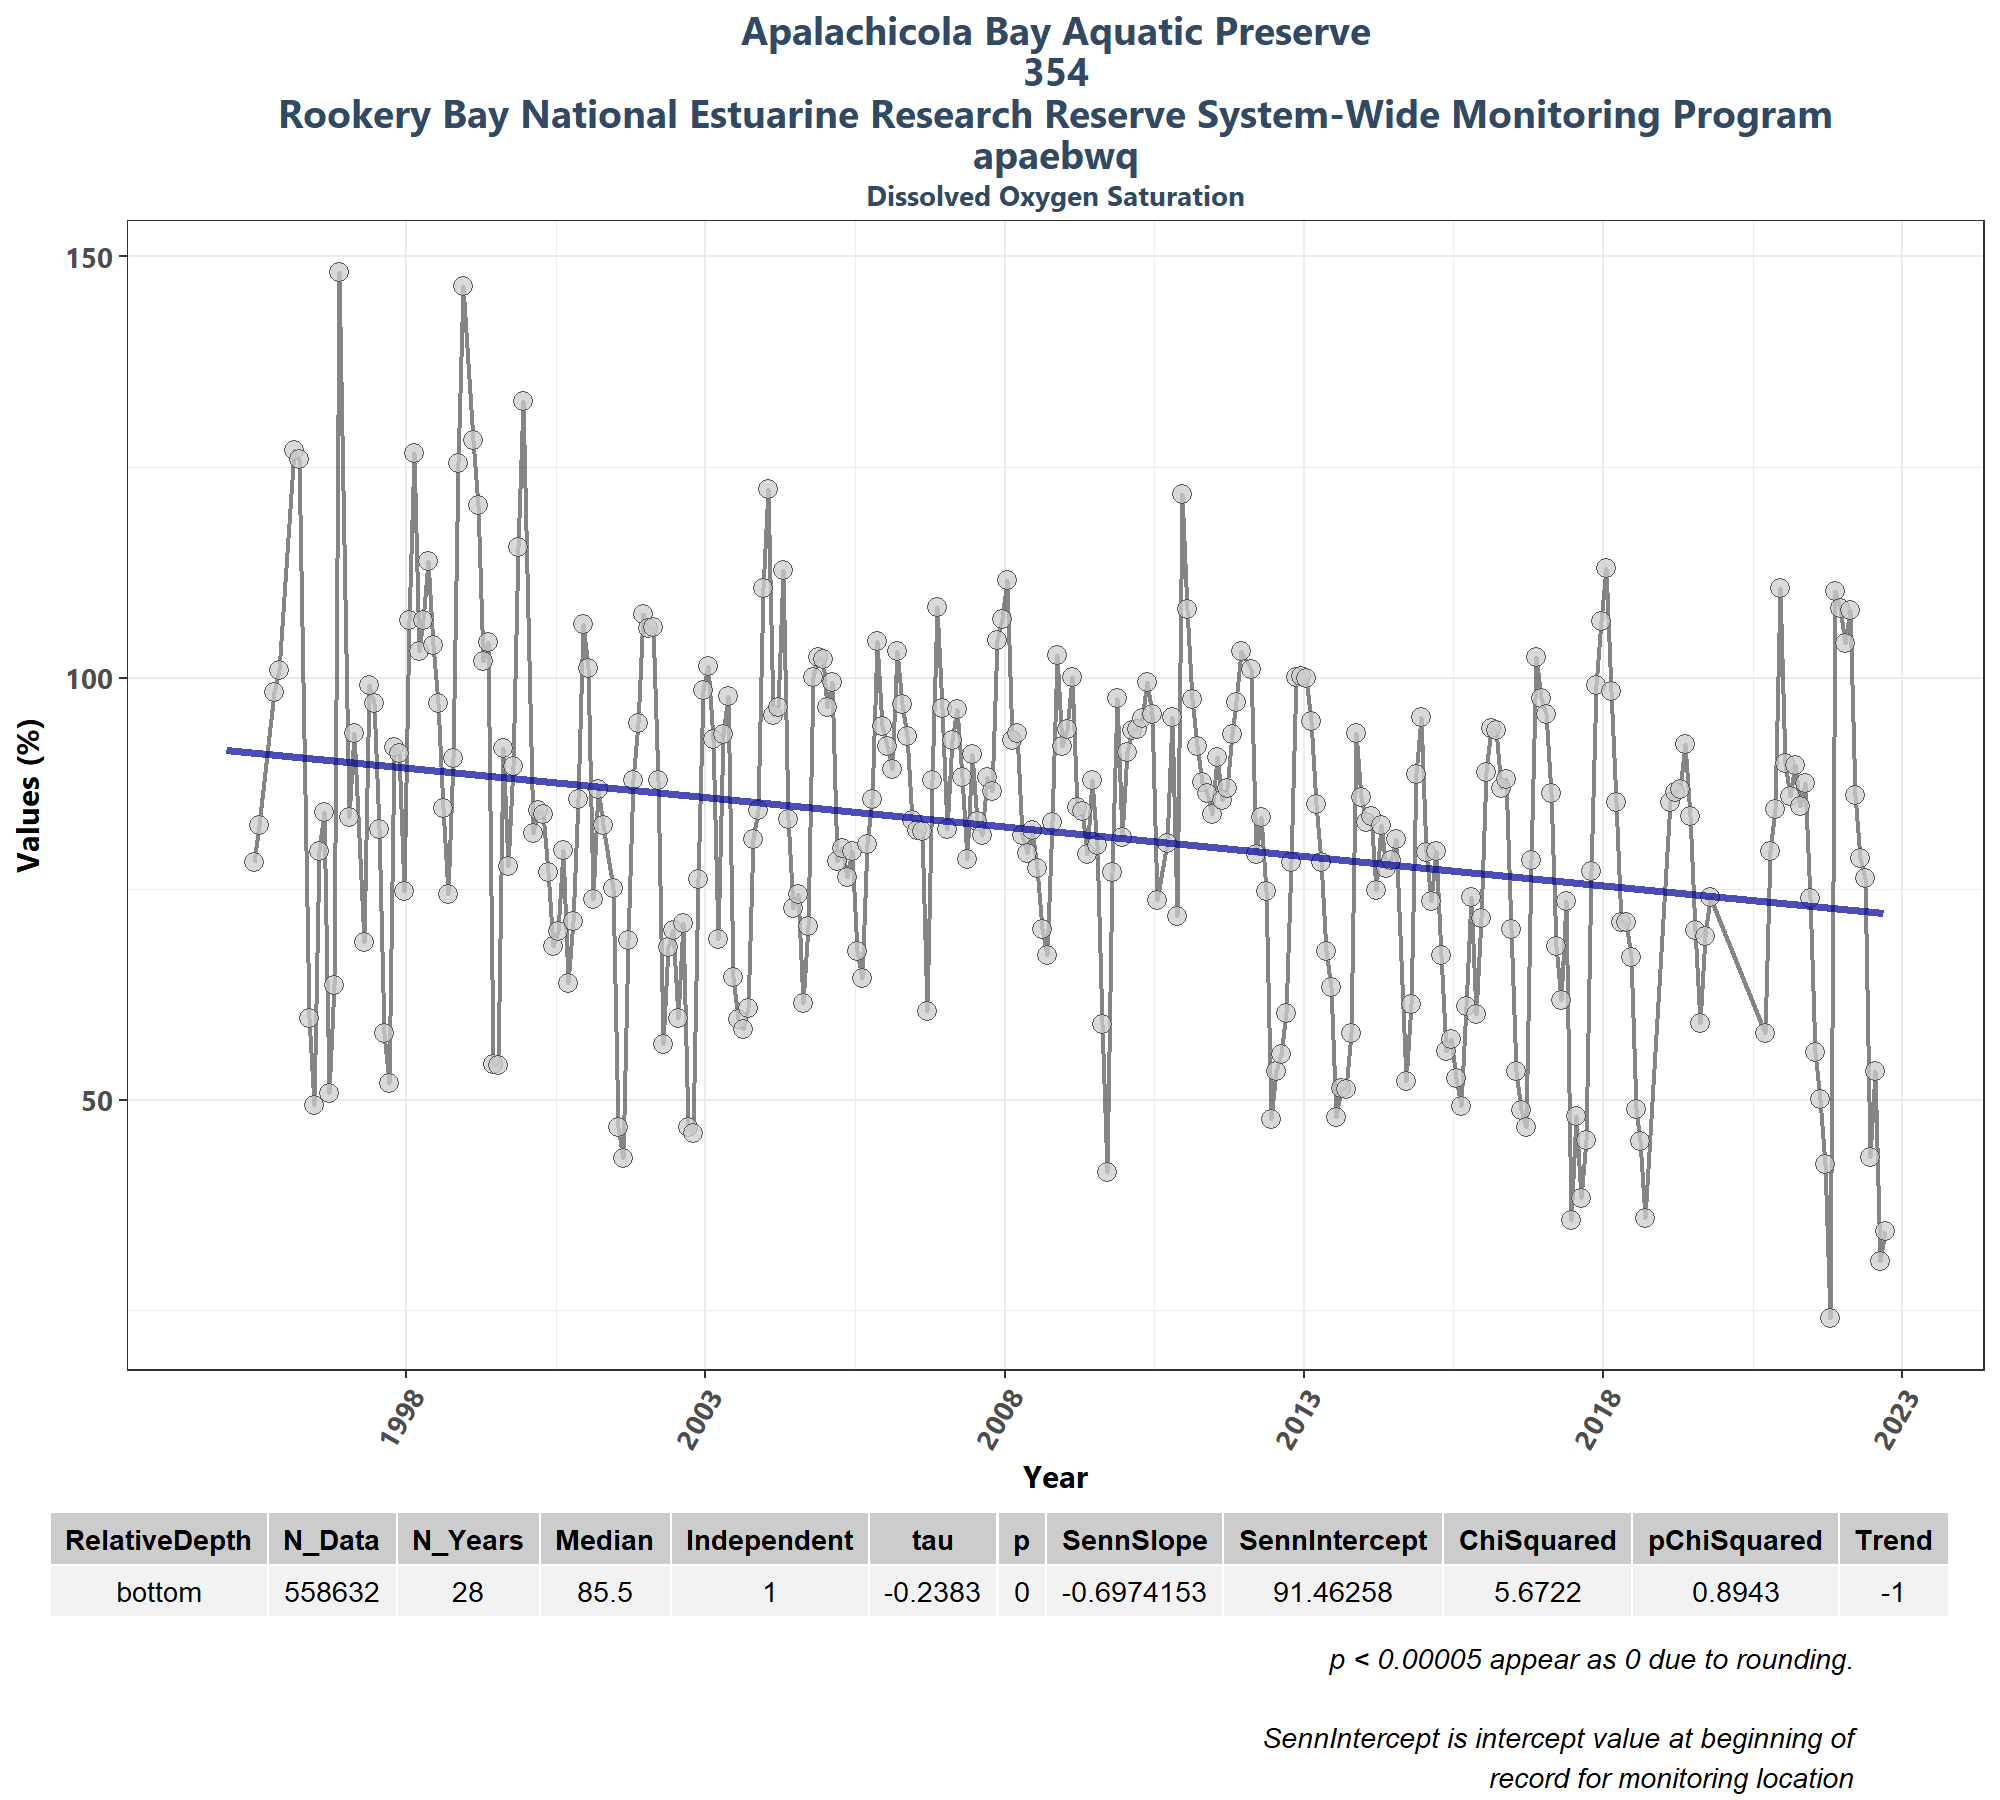 Apalachicola Bay Aquatic Preserve
354
Rookery Bay National Estuarine Research Reserve System-Wide Monitoring Program
apaebwq
Dissolved Oxygen Saturation
150
100
50
Values (%)
1998
2003
2008
2013
2018
2023
Year
RelativeDepth N_Data N_Years Median Independent tau p SennSlope SennIntercept ChiSquared pChiSquared Trend
bottom 558632 28 85.5 1 -0.2383 0 -0.6974153 91.46258 5.6722 0.8943 -1
p < 0.00005 appear as 0 due to rounding.
SennIntercept is intercept value at beginning of
record for monitoring location